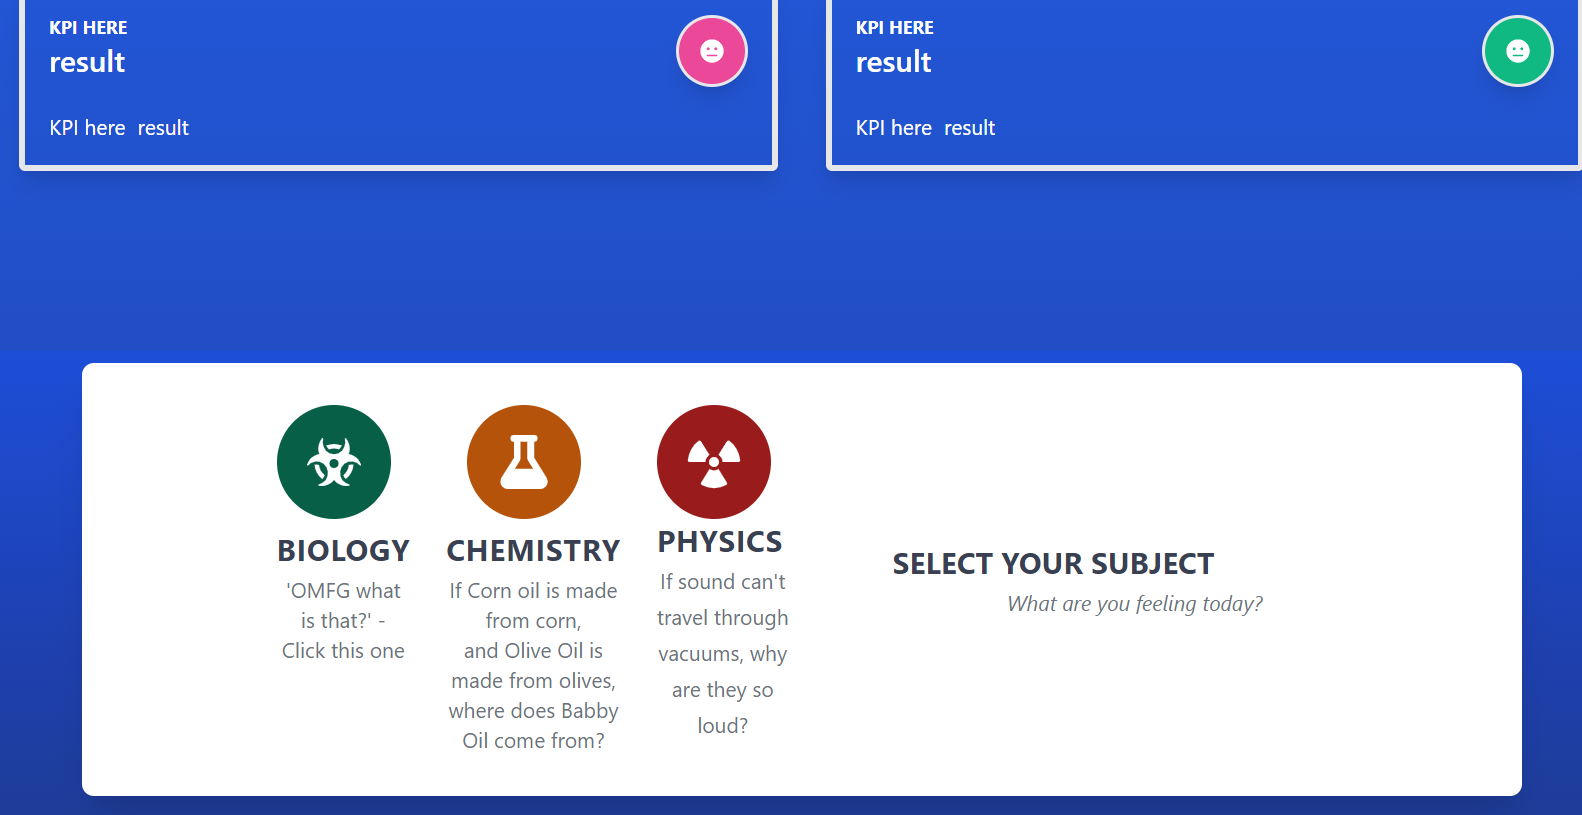 KPI HERE
result
KPI here result
KPI HERE
result
KPI here result
BIOLOGY
'OMFG what
is that?' -
Click this one
CHEMISTRY
If Corn oil is made
from corn,
and Olive Oil is
made from olives,
where does Babby
Oil come from?
PHYSICS
If sound can't
travel through
vacuums, why
are they so
loud?
SELECT YOUR SUBJECT
What are you feeling today?